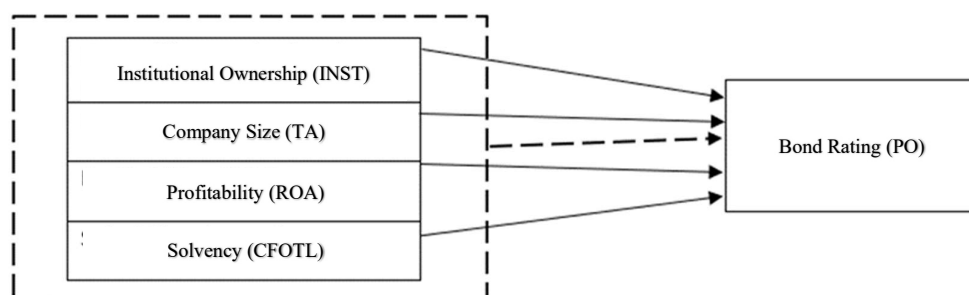 Institutional Ownership (INST)
Company Size (TA)
Bond Rating (PO)
Profitability (ROA)
Solvency (CFOTL)